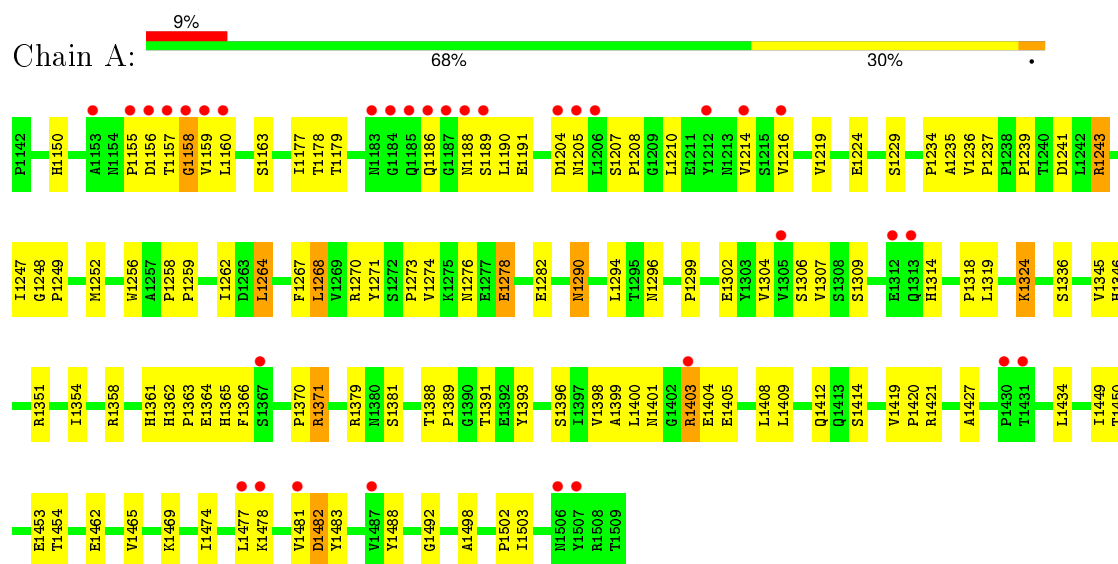 9%
Chain A:
68% 30% •
P1142 H1150 A1153 N1154 P1155 D1156 T1157 G1158 V1159 L1160 S1163 I1177 T1178 T1179 N1183 G1184 Q1185 Q1186 G1187 N1188 S1189 L1190 E1191 D1204 N1205 L1206 S1207 P1208 G1209 L1210 E1211 Y1212 N1213 V1214 S1215 V1216 V1219 E1224 S1229 P1234 A1235 V1236 P1237 P1238 P1239 T1240 D1241 L1242 R1243
I1247 G1248 P1249 M1252 W1256 A1257 P1258 P1259 I1262 D1263 L1264 F1267 L1268 V1269 R1270 Y1271 S1272 P1273 V1274 K1275 N1276 E1277 E1278 E1282 N1290 L1294 T1295 N1296 P1299 E1302 Y1303 V1304 V1305 S1306 V1307 S1308 S1309 E1312 Q1313 H1314 P1318 L1319 K1324 S1336 V1345 H1346
R1351 I1354 R1358 H1361 H1362 P1363 E1364 H1365 F1366 S1367 P1370 R1371 R1379 N1380 S1381 T1388 P1389 G1390 T1391 E1392 Y1393 S1396 I1397 V1398 A1399 L1400 N1401 G1402 R1403 E1404 E1405 L1408 L1409 Q1412 Q1413 S1414 V1419 P1420 R1421 A1427 P1430 T1431 L1434 I1449 T1450
E1453 T1454 E1462 V1465 K1469 I1474 L1477 K1478 V1481 D1482 Y1483 V1487 Y1488 G1492 A1498 P1502 I1503 N1506 Y1507 R1508 T1509